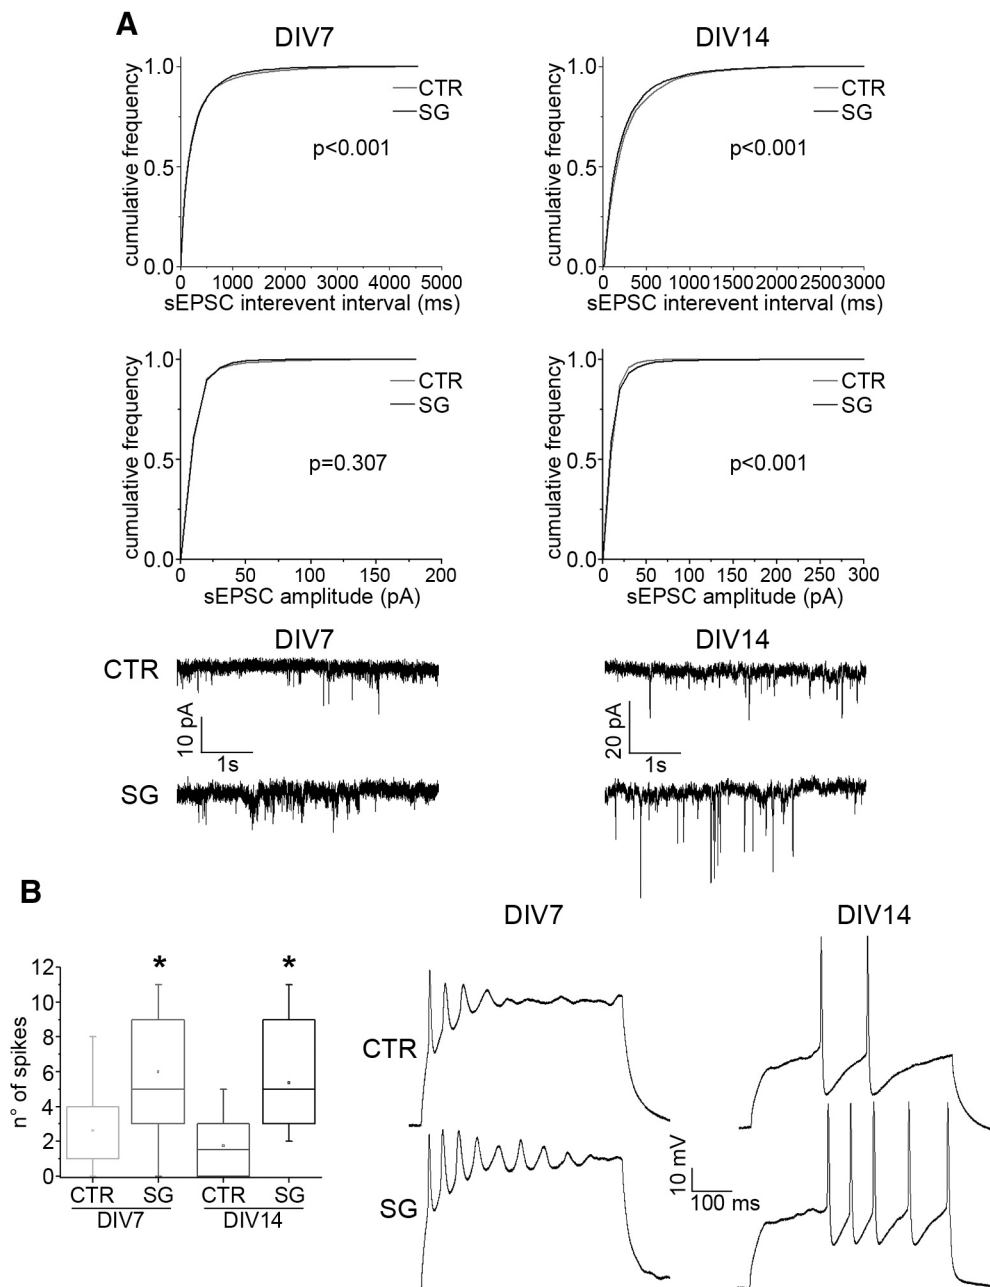 A
DIV7
DIV14
cumulative frequency
1.0
0.5
0.0
CTR
SG
p<0.001
0 1000 2000 3000 4000 5000
sEPSC interevent interval (ms)
cumulative frequency
1.0
0.5
0.0
CTR
SG
p<0.001
0 500 1000 1500 2000 2500 3000
sEPSC interevent interval (ms)
cumulative frequency
1.0
0.5
0.0
CTR
SG
p=0.307
0 50 100 150 200
sEPSC amplitude (pA)
cumulative frequency
1.0
0.5
0.0
CTR
SG
p<0.001
0 50 100 150 200 250 300
sEPSC amplitude (pA)
DIV7
DIV14
CTR
10 pA
1s
20 pA
1s
SG
B
DIV7
DIV14
n° of spikes
12
10
8
6
4
2
0
* *
CTR SG CTR SG
DIV7 DIV14
CTR
SG
10 mV
100 ms